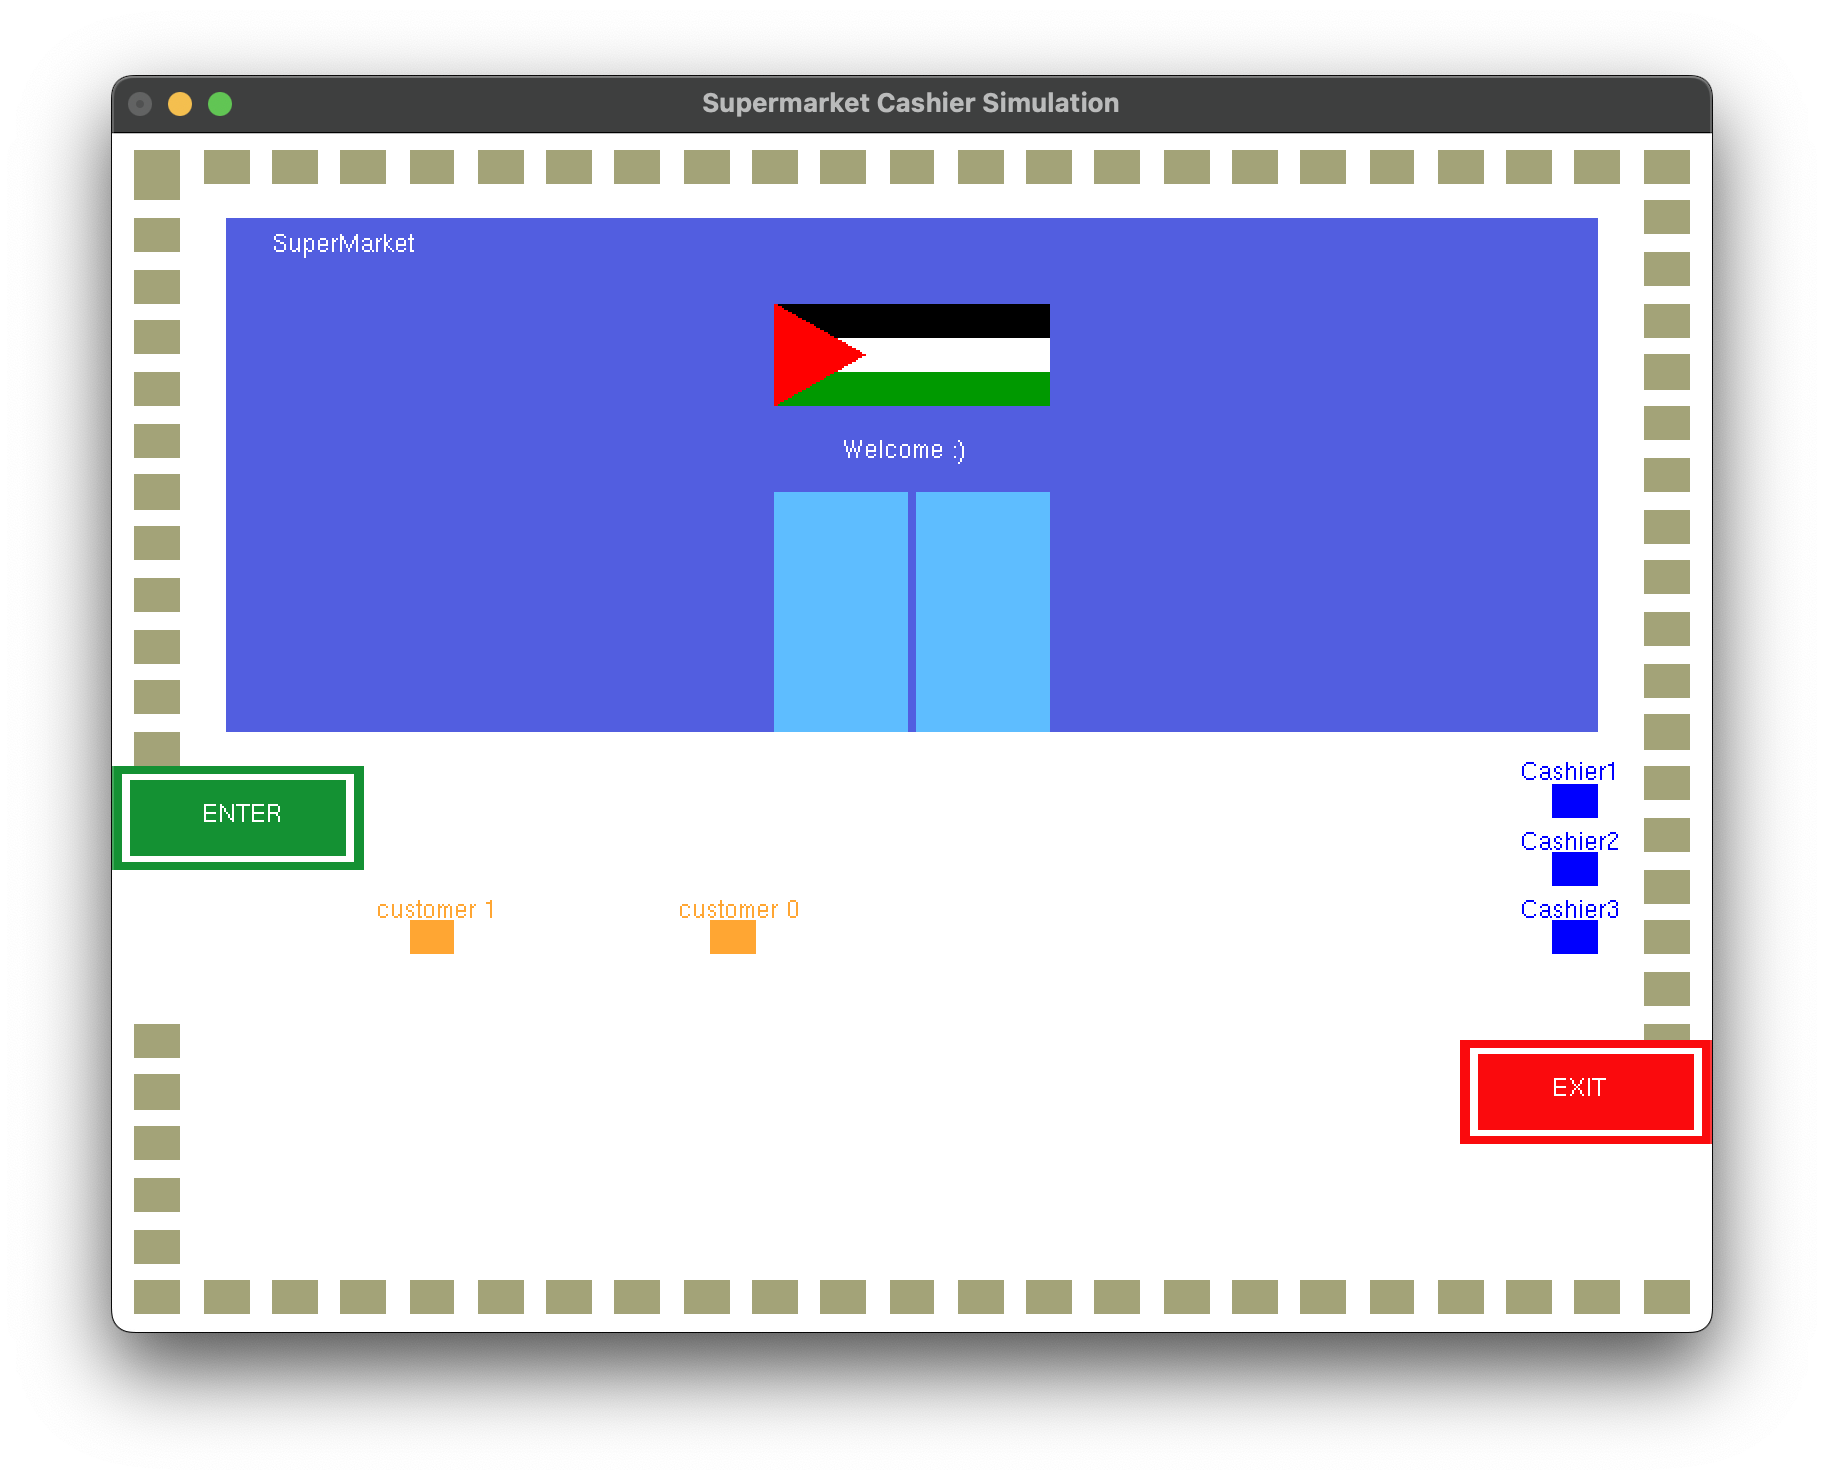 Supermarket Cashier Simulation
SuperMarket
Welcome :)
Cashier1
ENTER
Cashier2
customer 1
customer 0
Cashier3
EXIT